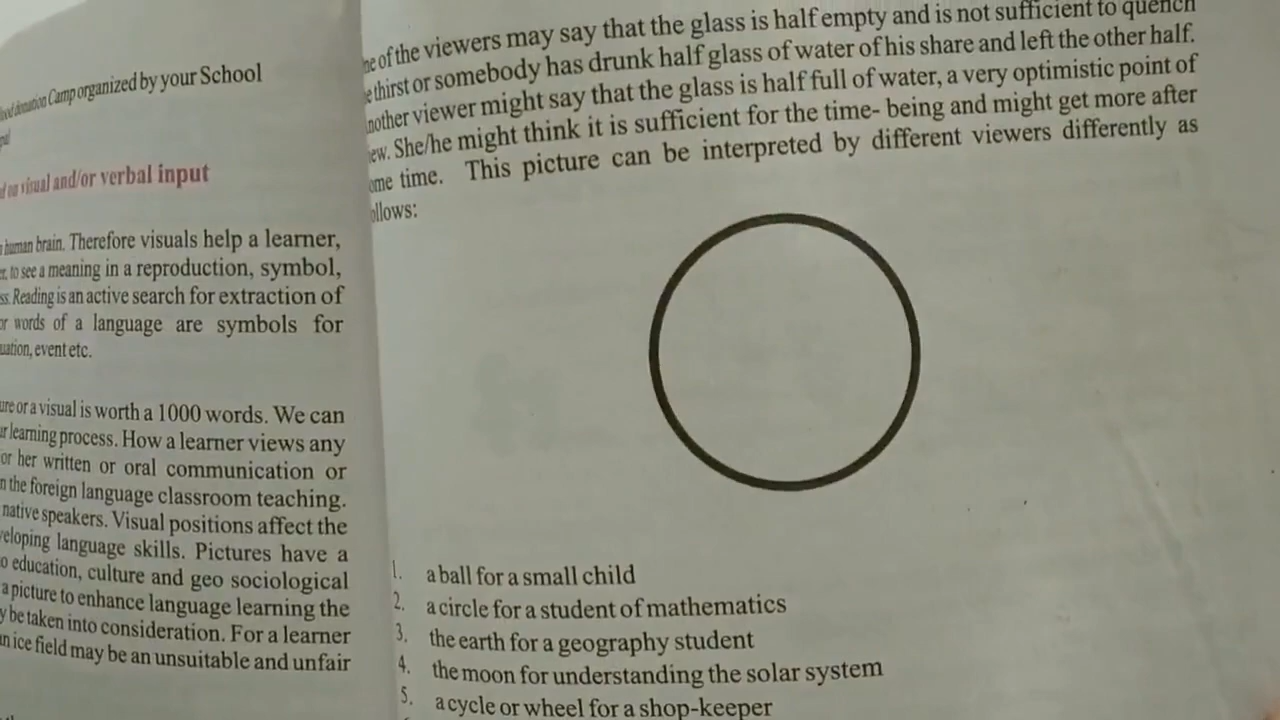 donation Camp organized by your School
on visual and/or verbal input
human brain. Therefore visuals help a learner,
to see a meaning in a reproduction, symbol,
Reading is an active search for extraction of
or words of a language are symbols for
event etc.
or a visual is worth a 1000 words. We can
learning process. How a learner views any
or her written or oral communication or
the foreign language classroom teaching.
native speakers. Visual positions affect the
language skills. Pictures have a
education, culture and geo sociological
a picture to enhance language learning the
be taken into consideration. For a learner
ice field may be an unsuitable and unfair
of the viewers may say that the glass is half empty and is not sufficient to quench
thirst or somebody has drunk half glass of water of his share and left the other half.
viewer might say that the glass is half full of water, a very optimistic point of
She/he might think it is sufficient for the time- being and might get more after
time. This picture can be interpreted by different viewers differently as
1. a ball for a small child
2. a circle for a student of mathematics
3. the earth for a geography student
4. the moon for understanding the solar system
5. a cycle or wheel for a shop-keeper